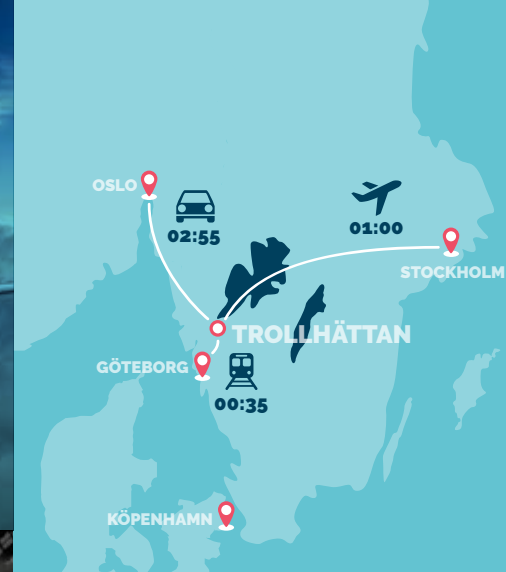 OSLO
02:55
01:00
STOCKHOLM
TROLLHÄTTAN
GÖTEBORG
00:35
KÖPENHAMN